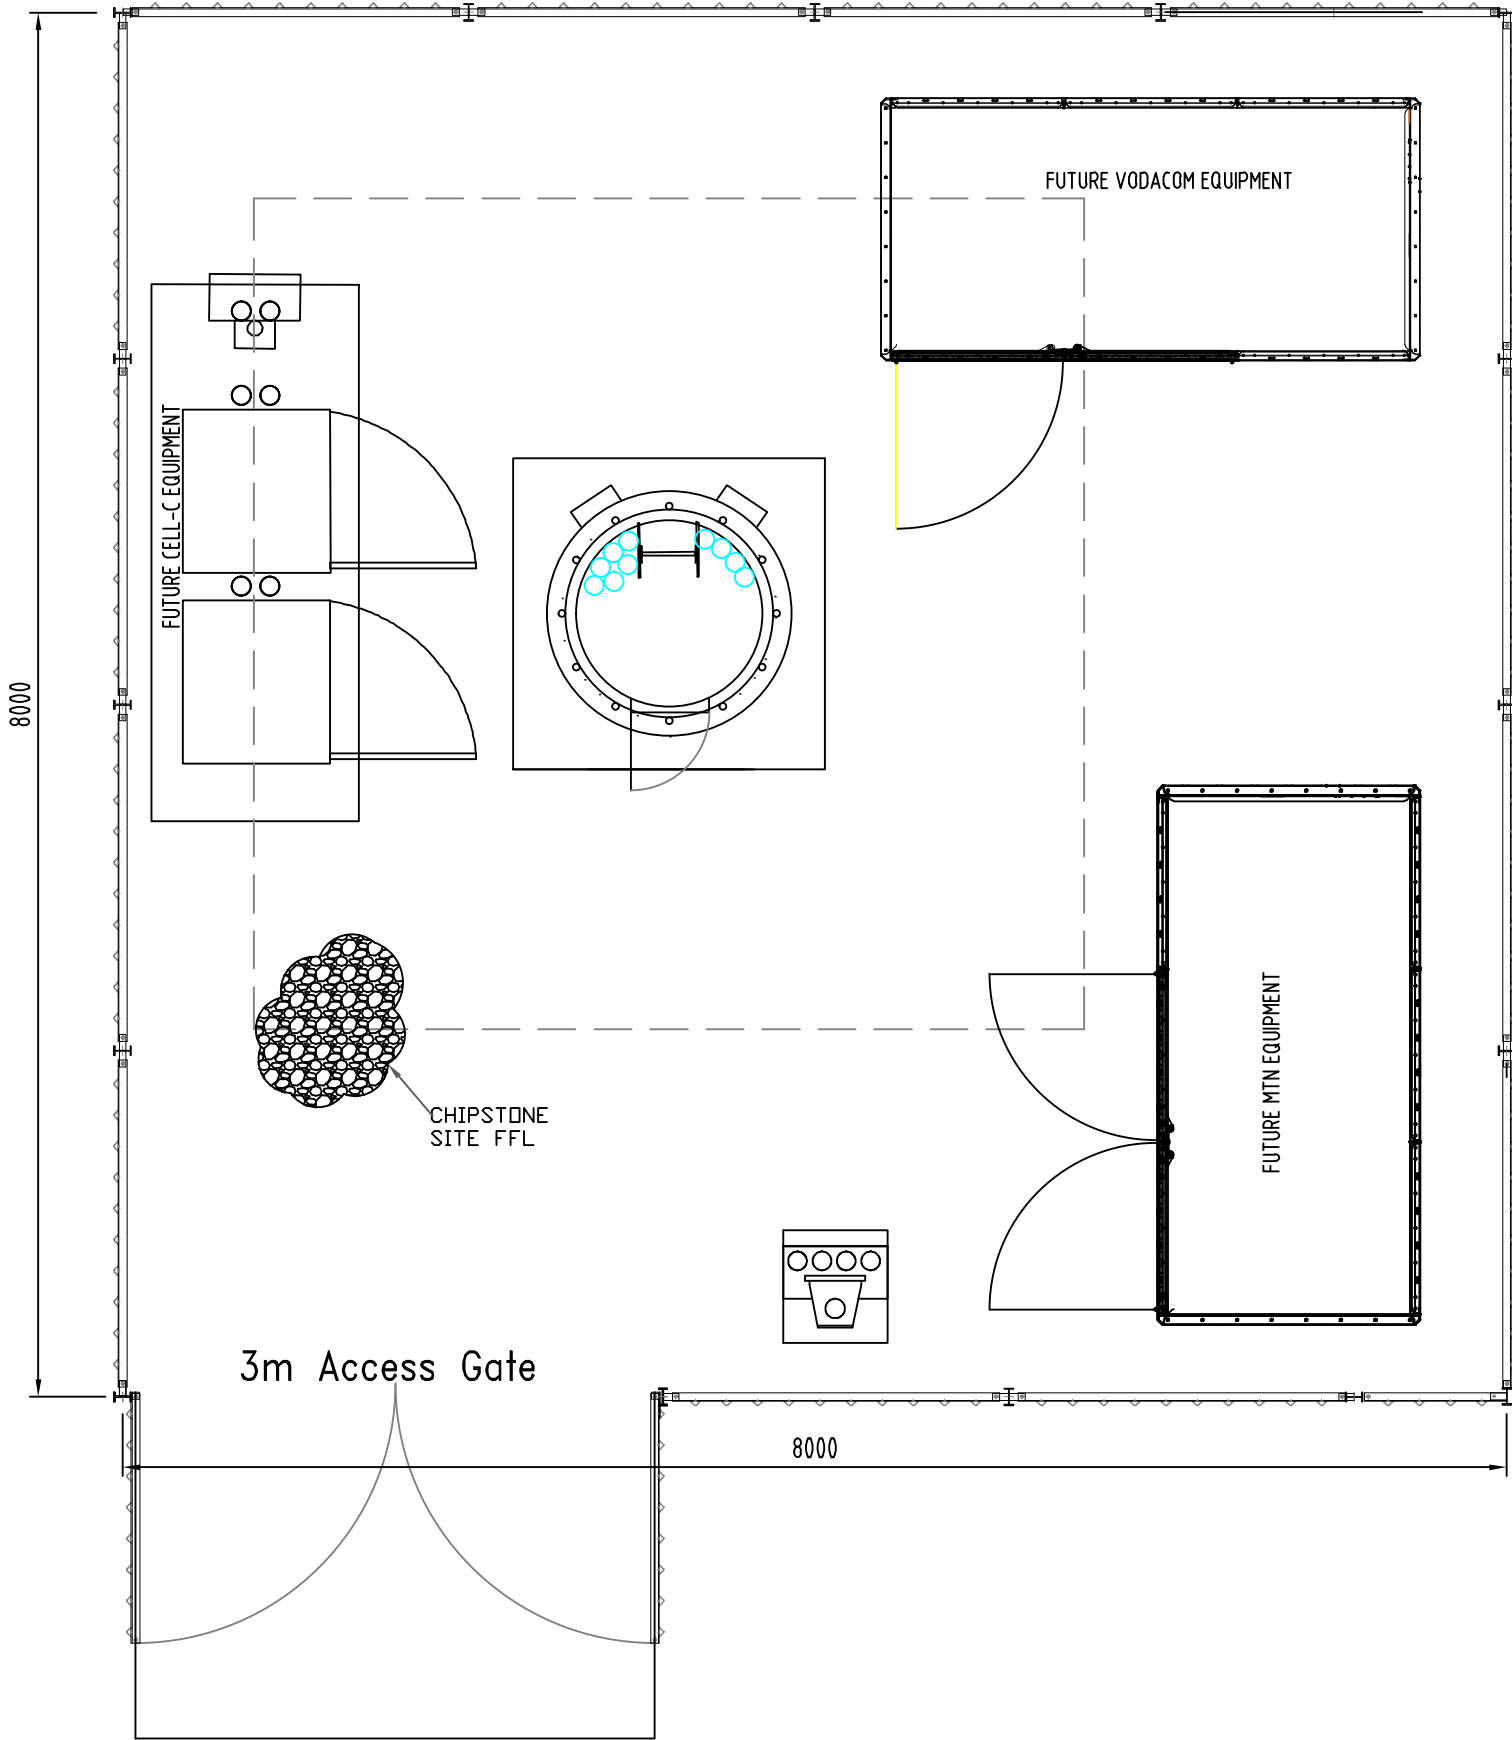 FUTURE VODACOM EQUIPMENT
FUTURE CELL-C EQUIPMENT
8000
FUTURE MTN EQUIPMENT
CHIPSTONE
SITE FFL
3m Access Gate
8000